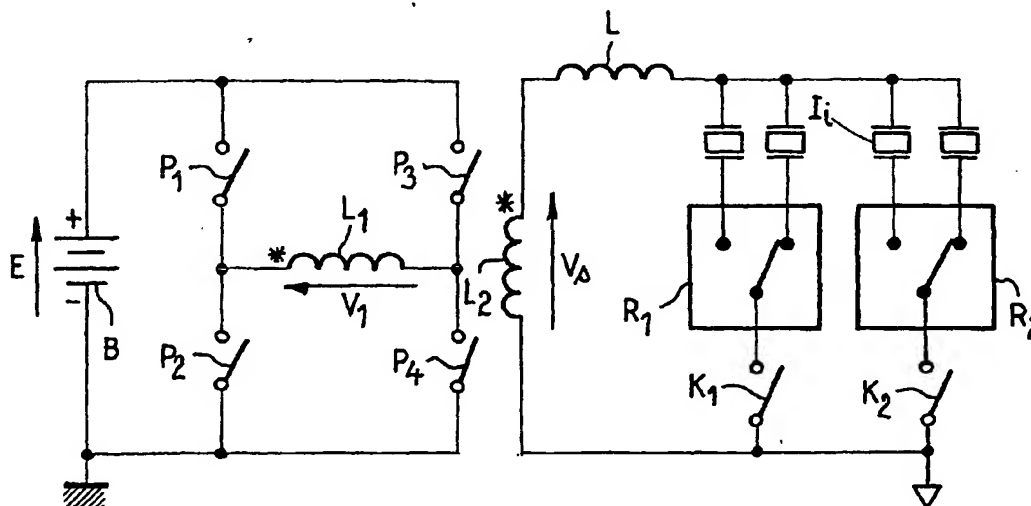 L
Ii
P1
P3
*
L1
*
+
E
-
B
V1
L2
Vs
R1
R2
P2
P4
K1
K2